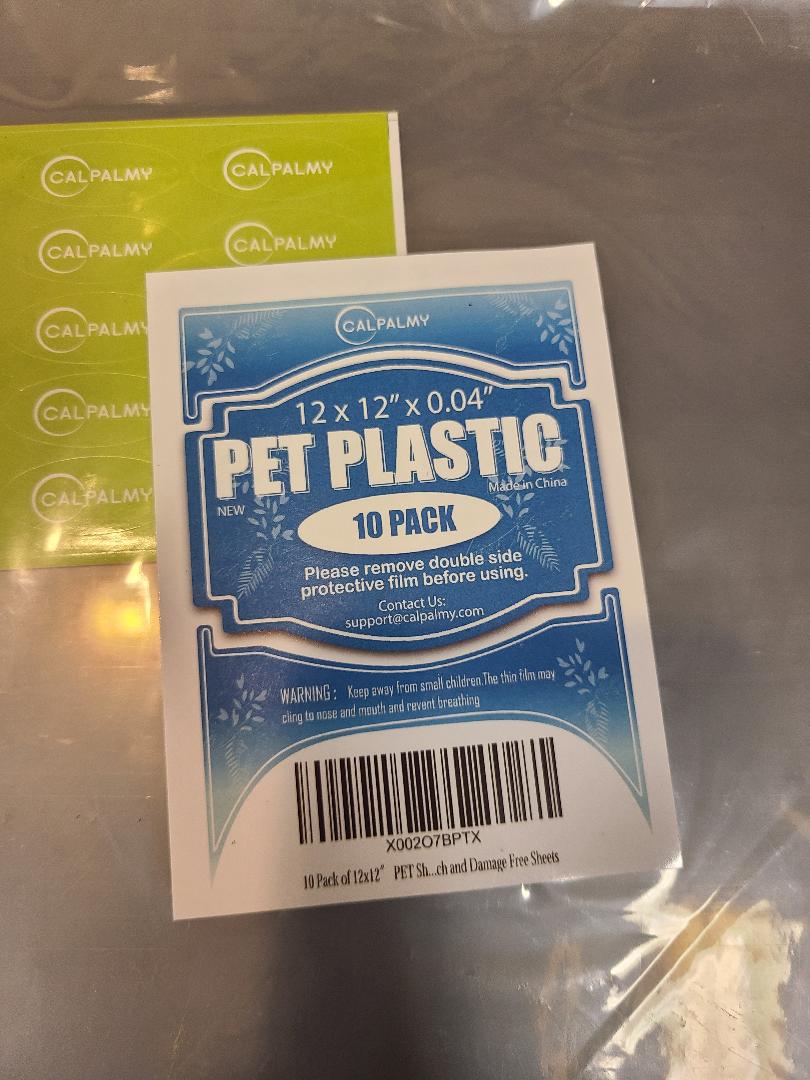 CALPALMY CALPALMY
CALPALMY CALPALMY
CALPALMY
CALPALMY
CALPALMY
CALPALMY
12 x 12” x 0.04”
PET PLASTIC
NEW
Made in China
10 PACK
Please remove double side
protective film before using.
Contact Us:
support@calpalmy.com
WARNING : Keep away from small children.The thin film may
cling to nose and mouth and revent breathing
X002O7BPTX
10 Pack of 12x12” PET Sh...ch and Damage Free Sheets